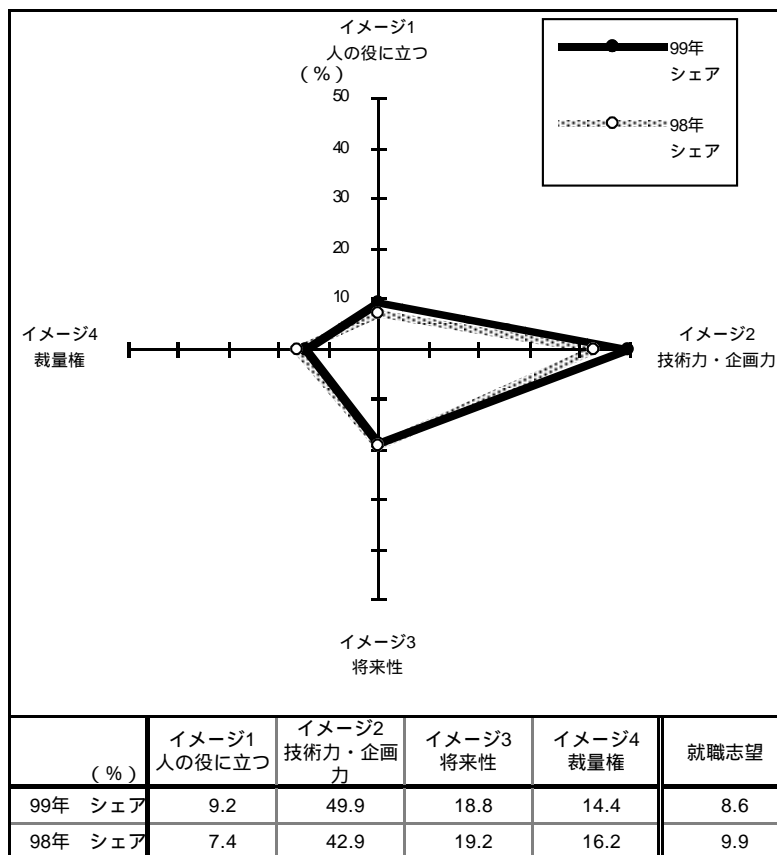 イメージ1
人の役に立つ
(%)
99年
シェア
98年
シェア
50
40
30
20
10
イメージ4
裁量権
イメージ2
技術力・企画力
イメージ3
将来性
(%)
イメージ1
人の役に立つ
イメージ2
技術力・企画
力
イメージ3
将来性
イメージ4
裁量権
就職志望
99年 シェア 9.2 49.9 18.8 14.4 8.6
98年 シェア 7.4 42.9 19.2 16.2 9.9